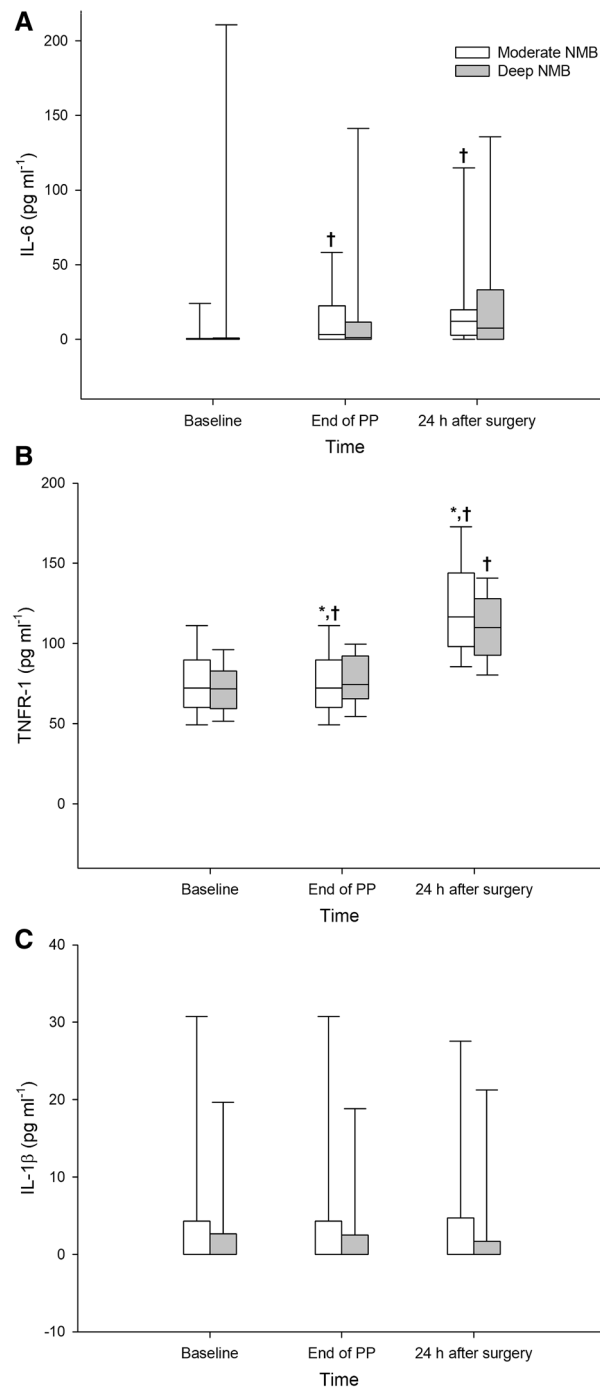 A
200
150
100
50
0
IL-6 (pg ml⁻¹)
Moderate NMB
Deep NMB
†
†
Baseline End of PP 24 h after surgery
Time
B
200
150
100
50
0
TNFR-1 (pg ml⁻¹)
*,†
*,†
†
Baseline End of PP 24 h after surgery
Time
C
40
30
20
10
0
-10
IL-1β (pg ml⁻¹)
Baseline End of PP 24 h after surgery
Time